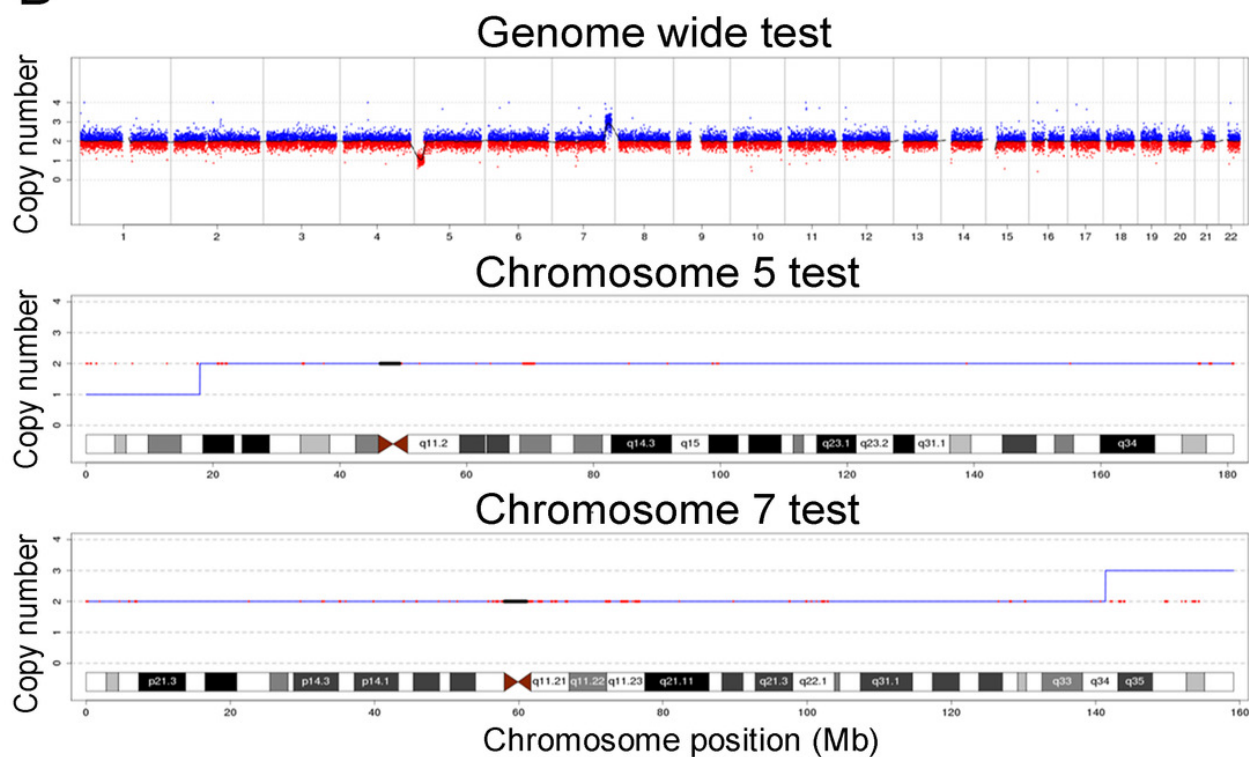 B
Genome wide test
Copy number
4
3
2
1
0
1 2 3 4 5 6 7 8 9 10 11 12 13 14 15 16 17 18 19 20 21 22
Chromosome 5 test
Copy number
4
3
2
1
0
q11.2 q14.3 q15 q23.1 q23.2 q31.1 q34
0 20 40 60 80 100 120 140 160 180
Chromosome 7 test
Copy number
4
3
2
1
0
p21.3 p14.3 p14.1 q11.21 q11.22 q11.23 q21.11 q21.3 q22.1 q31.1 q33 q34 q35
0 20 40 60 80 100 120 140 160
Chromosome position (Mb)